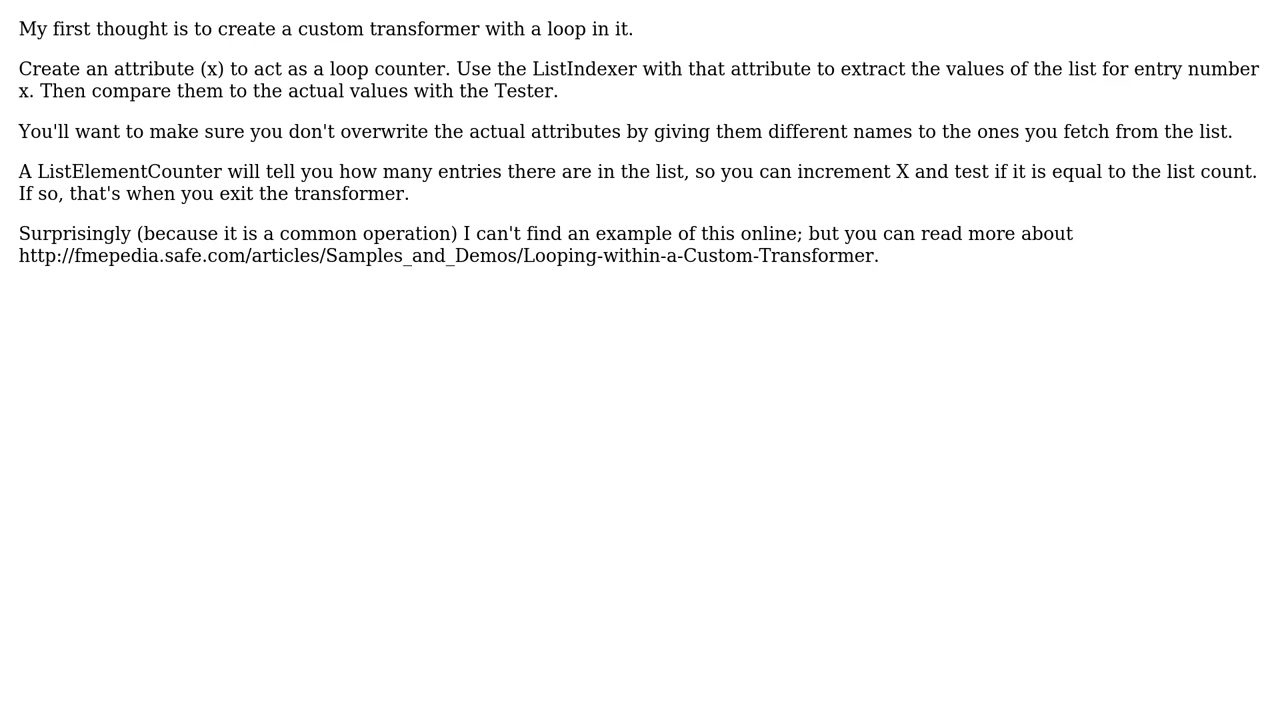 My first thought is to create a custom transformer with a loop in it.
Create an attribute (x) to act as a loop counter. Use the ListIndexer with that attribute to extract the values of the list for entry number
x. Then compare them to the actual values with the Tester.
You'll want to make sure you don't overwrite the actual attributes by giving them different names to the ones you fetch from the list.
A ListElementCounter will tell you how many entries there are in the list, so you can increment X and test if it is equal to the list count.
If so, that's when you exit the transformer.
Surprisingly (because it is a common operation) I can't find an example of this online; but you can read more about
http://fmepedia.safe.com/articles/Samples_and_Demos/Looping-within-a-Custom-Transformer.